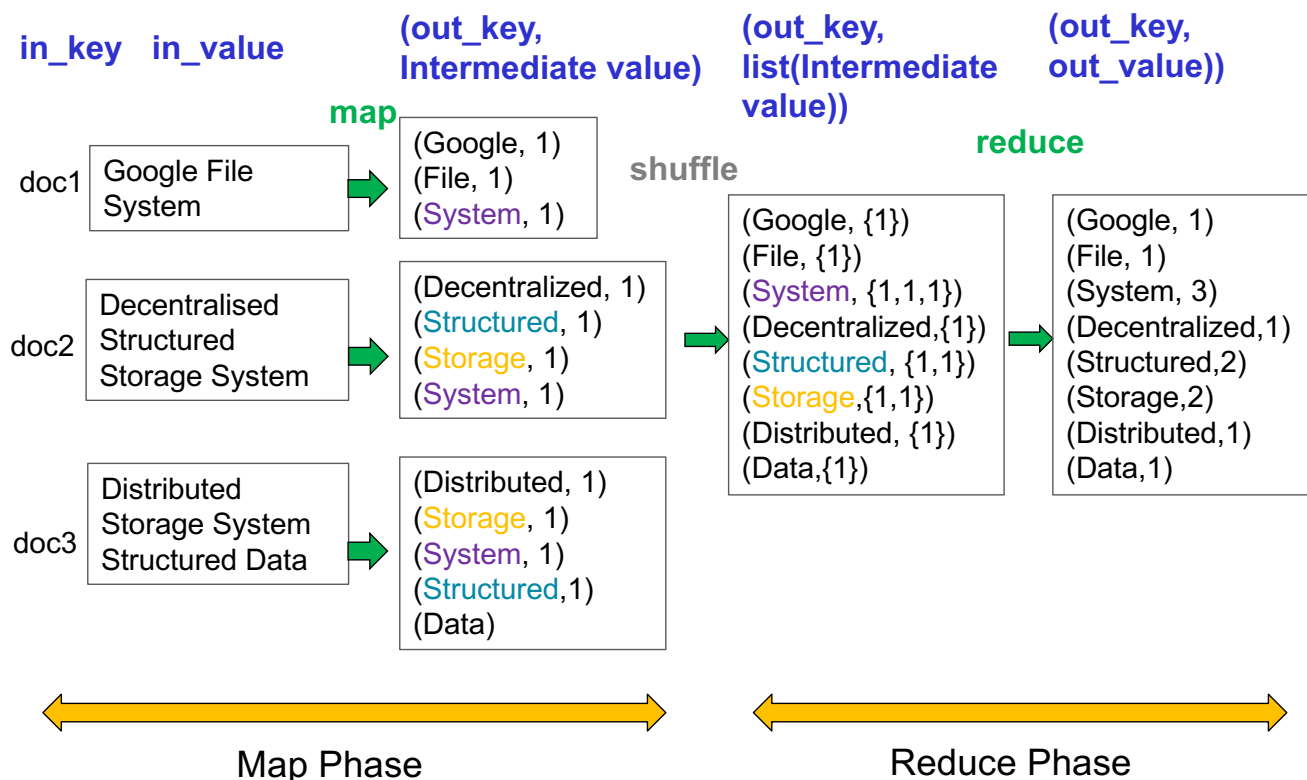 in_key in_value
(out_key,
Intermediate value)
(out_key,
list(Intermediate
value))
(out_key,
out_value))
map
shuffle
reduce
doc1
Google File
System
(Google, 1)
(File, 1)
(System, 1)
doc2
Decentralised
Structured
Storage System
(Decentralized, 1)
(Structured, 1)
(Storage, 1)
(System, 1)
doc3
Distributed
Storage System
Structured Data
(Distributed, 1)
(Storage, 1)
(System, 1)
(Structured,1)
(Data)
(Google, {1})
(File, {1})
(System, {1,1,1})
(Decentralized,{1})
(Structured, {1,1})
(Storage,{1,1})
(Distributed, {1})
(Data,{1})
(Google, 1)
(File, 1)
(System, 3)
(Decentralized,1)
(Structured,2)
(Storage,2)
(Distributed,1)
(Data,1)
Map Phase
Reduce Phase